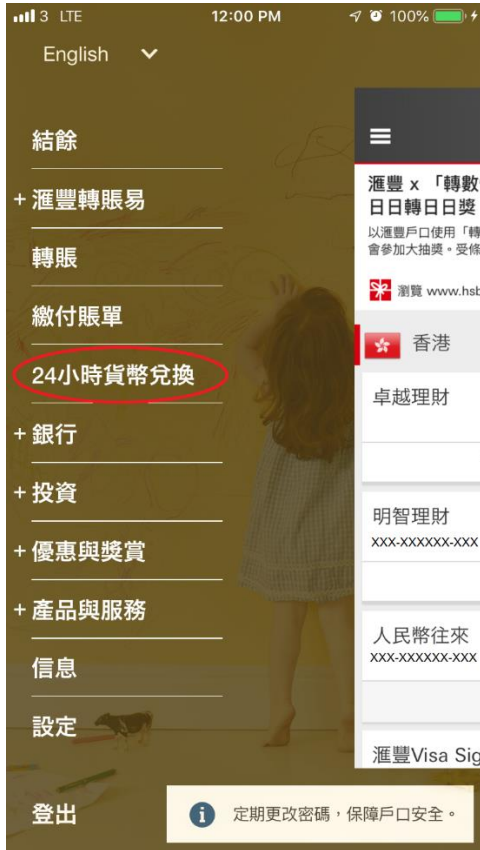 3 LTE 12:00 PM 100%
English
結餘
+ 滙豐轉賬易
轉賬
繳付賬單
24小時貨幣兌換
+ 銀行
+ 投資
+ 優惠與獎賞
+ 產品與服務
信息
設定
登出
滙豐 x 「轉數
日日轉日日獎
以滙豐戶口使用「轉
會參加大抽獎。受條
瀏覽 www.hsb
香港
卓越理財
明智理財
XXX-XXXXXX-XXX
人民幣往來
XXX-XXXXXX-XXX
滙豐Visa Sig
定期更改密碼，保障戶口安全。